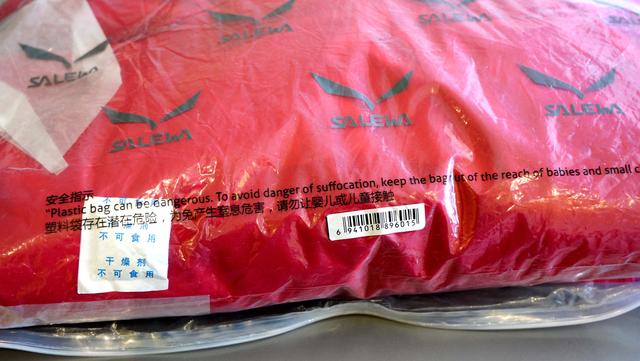 SALEWA
SALEWA
SALEWA
SALEWA
SALEWA
安全指示
"Plastic bag can be dangerous. To avoid danger of suffocation, keep the bag out of the reach of babies and small
塑料袋存在潜在危险，为免产生窒息危害，请勿让婴儿或儿童接触
6 941018 896015
不可食用
干燥剂
不可食用